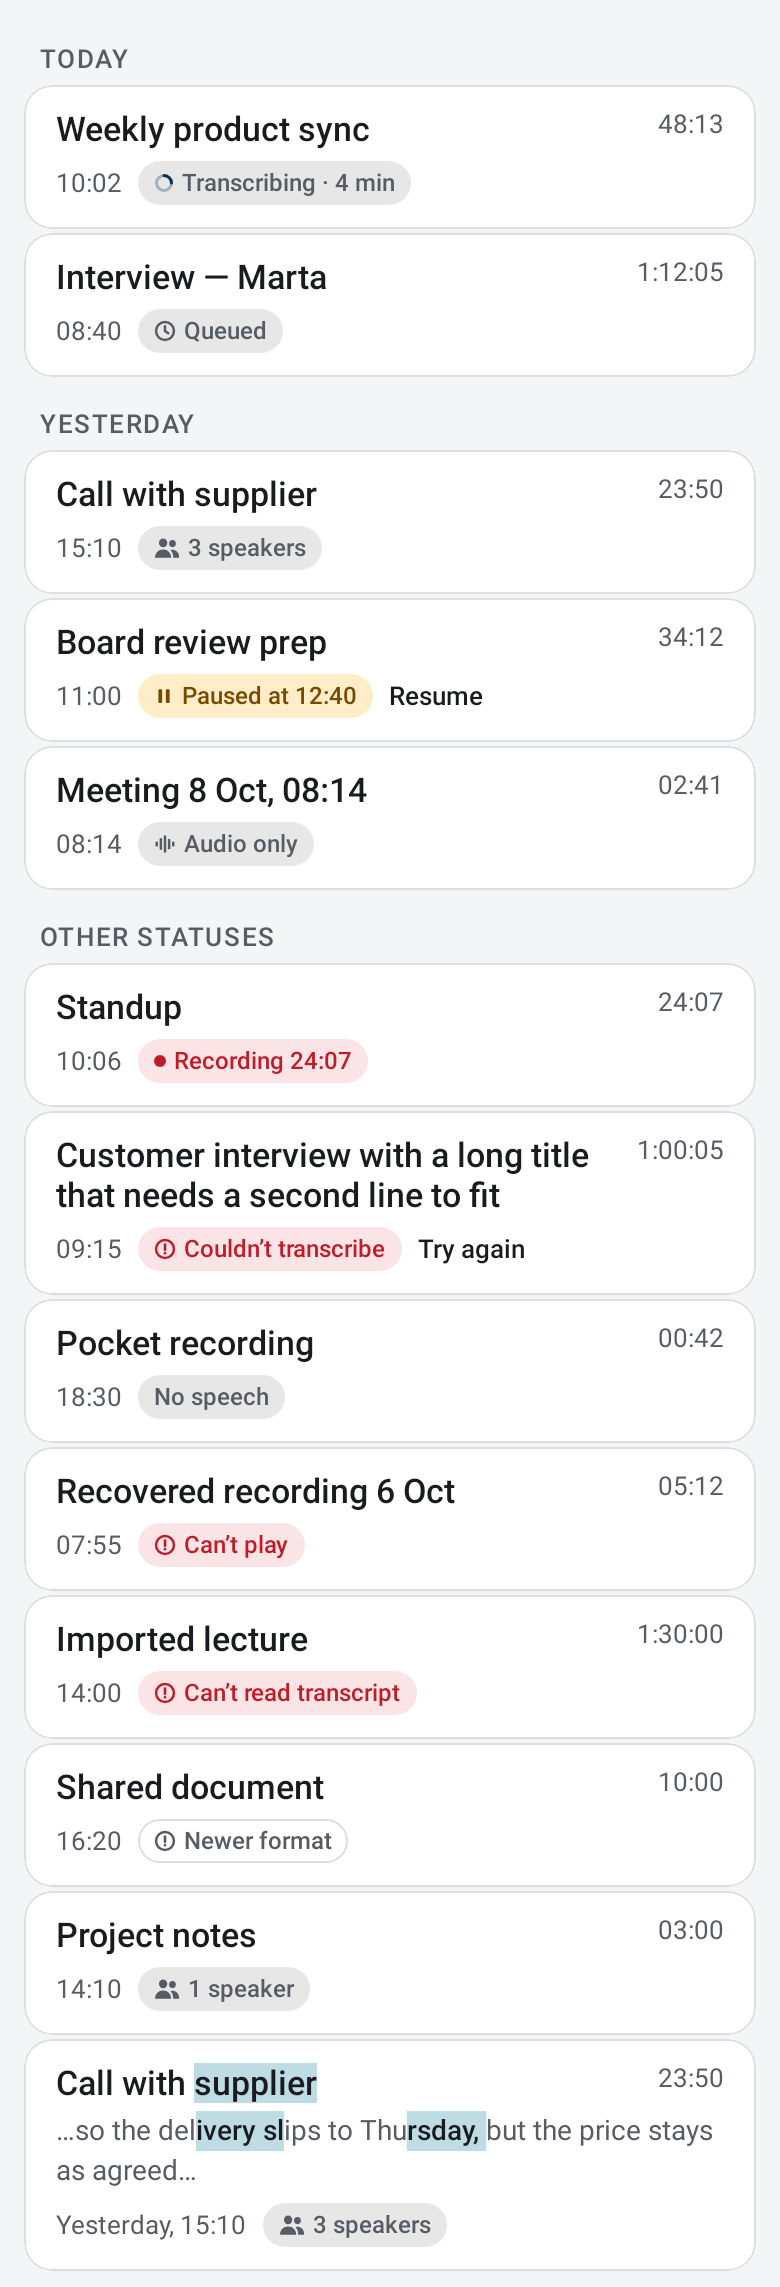 TODAY
Weekly product sync 48:13
10:02 Transcribing · 4 min
Interview — Marta 1:12:05
08:40 Queued
YESTERDAY
Call with supplier 23:50
15:10 3 speakers
Board review prep 34:12
11:00 Paused at 12:40 Resume
Meeting 8 Oct, 08:14 02:41
08:14 Audio only
OTHER STATUSES
Standup 24:07
10:06 Recording 24:07
Customer interview with a long title 1:00:05
that needs a second line to fit
09:15 Couldn’t transcribe Try again
Pocket recording 00:42
18:30 No speech
Recovered recording 6 Oct 05:12
07:55 Can’t play
Imported lecture 1:30:00
14:00 Can’t read transcript
Shared document 10:00
16:20 Newer format
Project notes 03:00
14:10 1 speaker
Call with supplier 23:50
…so the delivery slips to Thursday, but the price stays
as agreed…
Yesterday, 15:10 3 speakers